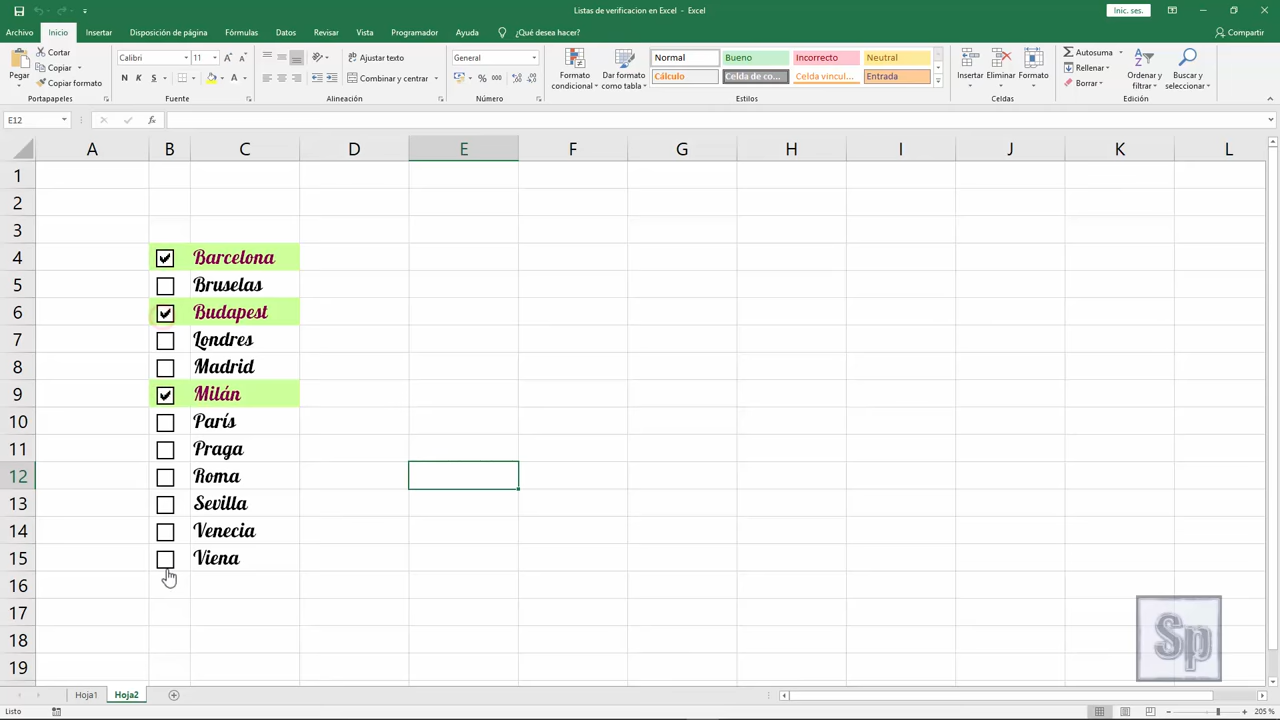 Listas de verificacion en Excel - Excel
Inic. ses.
Archivo Inicio Insertar Disposición de página Fórmulas Datos Revisar Vista Programador Ayuda ¿Qué desea hacer? Compartir
Pegar
Cortar
Copiar
Copiar formato
Portapapeles
Calibri 11
N K S
Fuente
Ajustar texto
Combinar y centrar
Alineación
General
Número
Formato condicional
Dar formato como tabla
Normal Bueno Incorrecto Neutral
Cálculo Celda de co... Celda vincul... Entrada
Estilos
Insertar Eliminar Formato
Celdas
Autosuma
Rellenar
Borrar
Ordenar y filtrar
Buscar y seleccionar
Edición
E12 fx
A B C D E F G H I J K L
1
2
3
4 Barcelona
5 Bruselas
6 Budapest
7 Londres
8 Madrid
9 Milán
10 París
11 Praga
12 Roma
13 Sevilla
14 Venecia
15 Viena
16
17
18
19
Sp
Hoja1 Hoja2
Listo 205 %